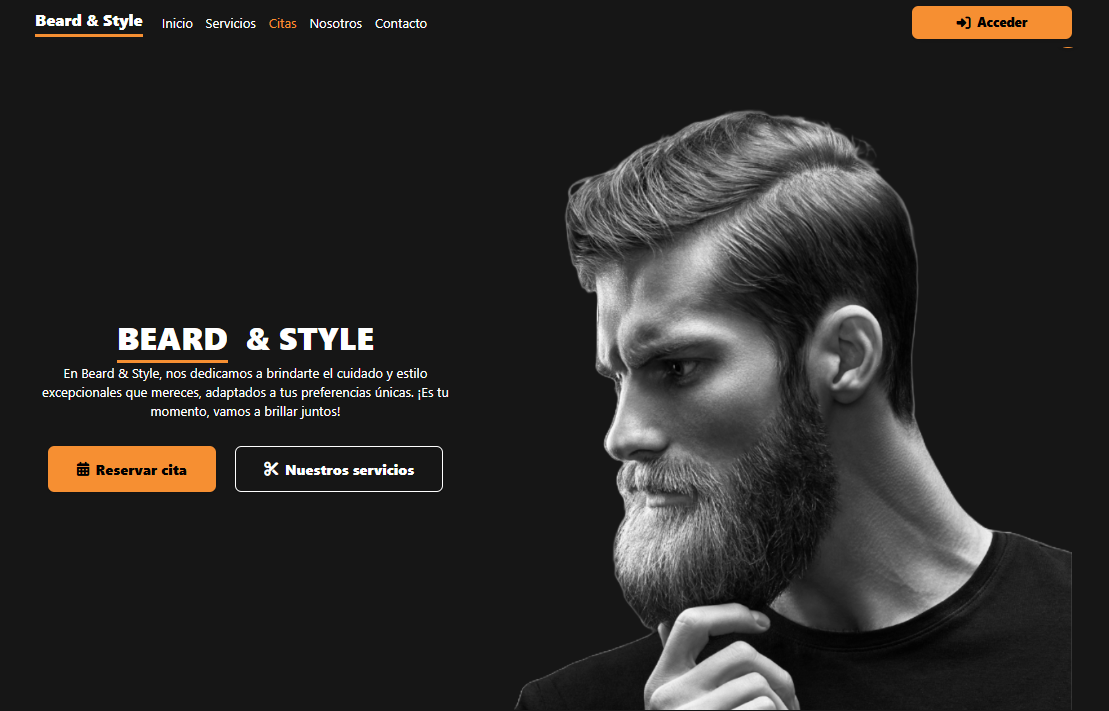 Beard & Style Inicio Servicios Citas Nosotros Contacto Acceder
BEARD & STYLE
En Beard & Style, nos dedicamos a brindarte el cuidado y estilo
excepcionales que mereces, adaptados a tus preferencias únicas. ¡Es tu
momento, vamos a brillar juntos!
Reservar cita Nuestros servicios